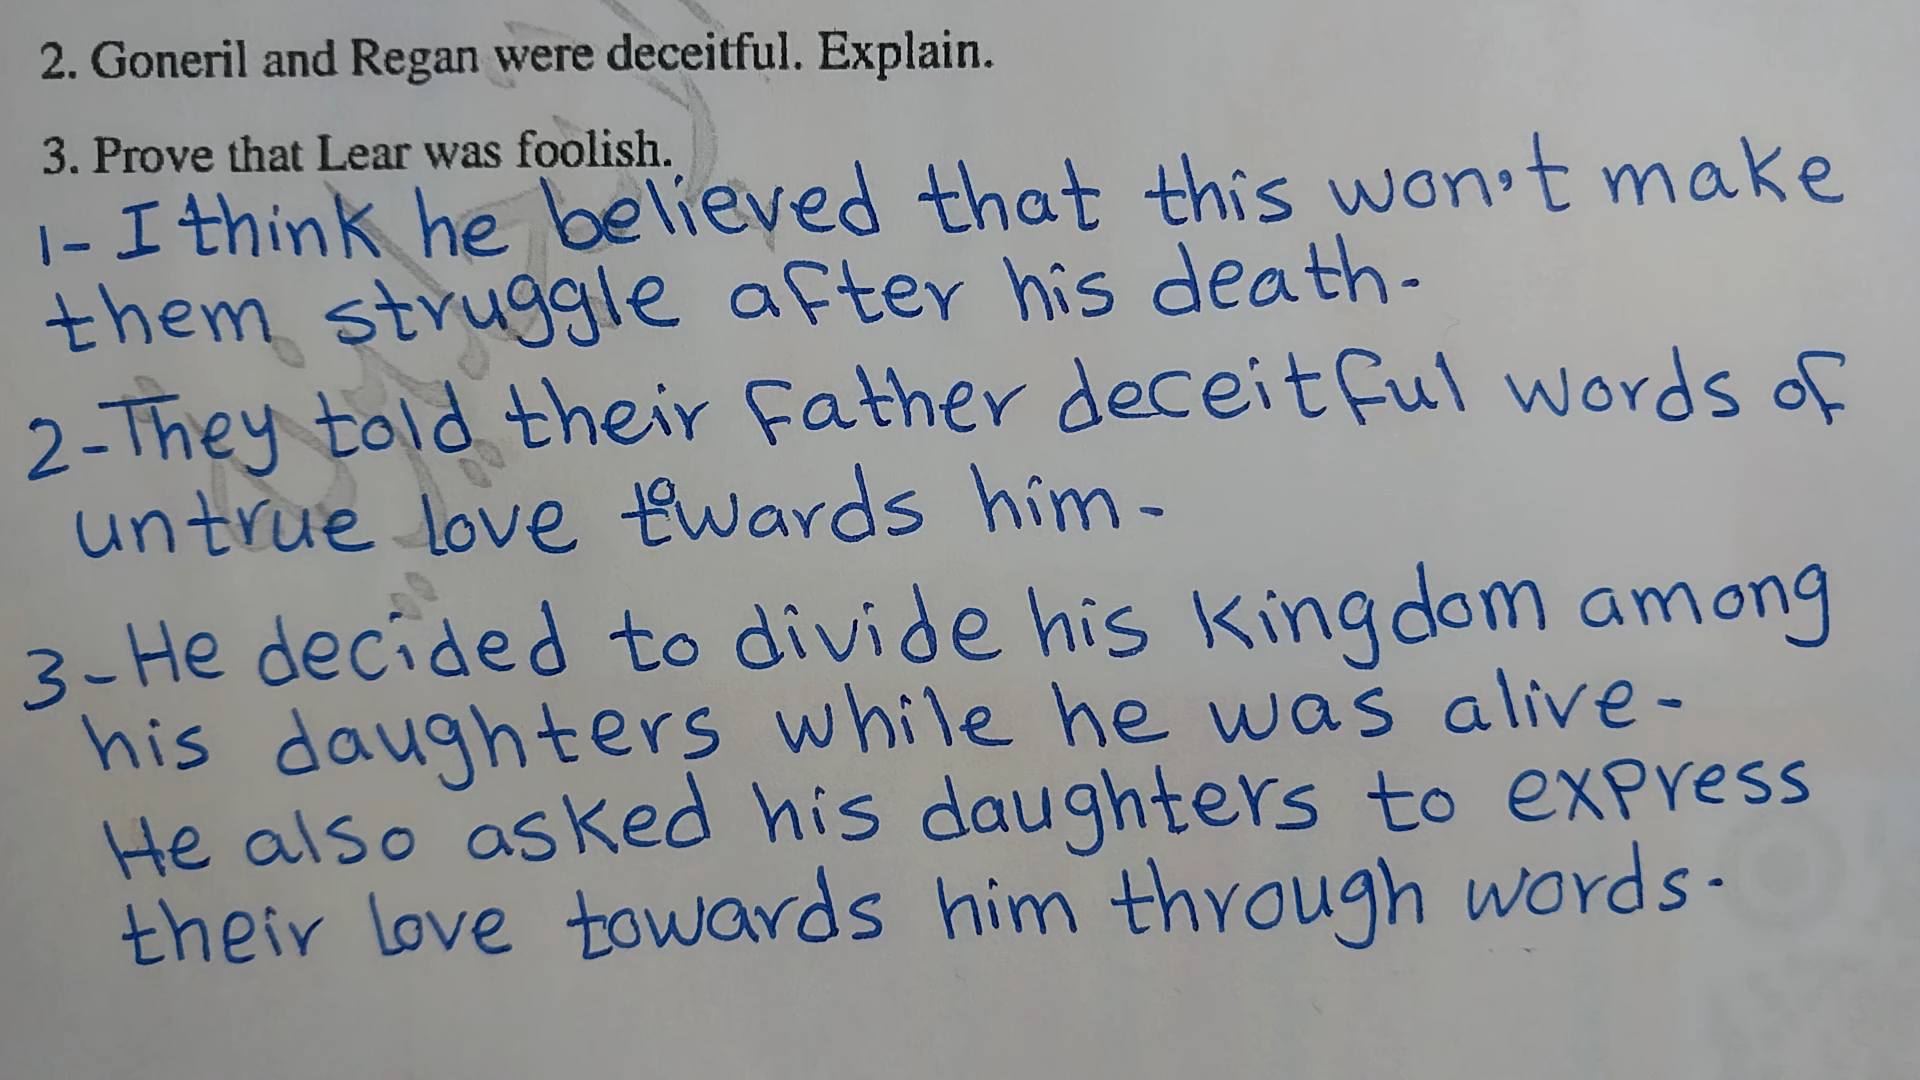 2. Goneril and Regan were deceitful. Explain.
3. Prove that Lear was foolish.
1- I think he believed that this won't make
them struggle after his death.
2- They told their father deceitful words of
untrue love towards him.
3- He decided to divide his kingdom among
his daughters while he was alive.
He also asked his daughters to express
their love towards him through words.